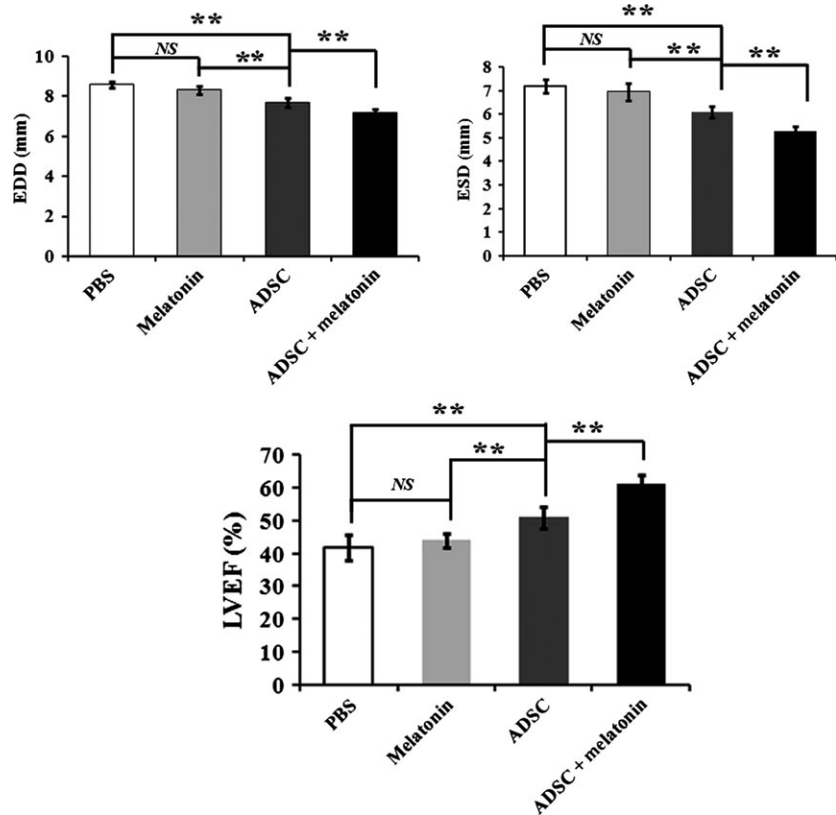 **
**
NS
**
10
8
6
4
2
0
EDD (mm)
PBS
Melatonin
ADSC
ADSC + melatonin
**
NS
**
**
8
7
6
5
4
3
2
1
0
ESD (mm)
PBS
Melatonin
ADSC
ADSC + melatonin
**
**
**
NS
70
60
50
40
30
20
10
0
LVEF (%)
PBS
Melatonin
ADSC
ADSC + melatonin